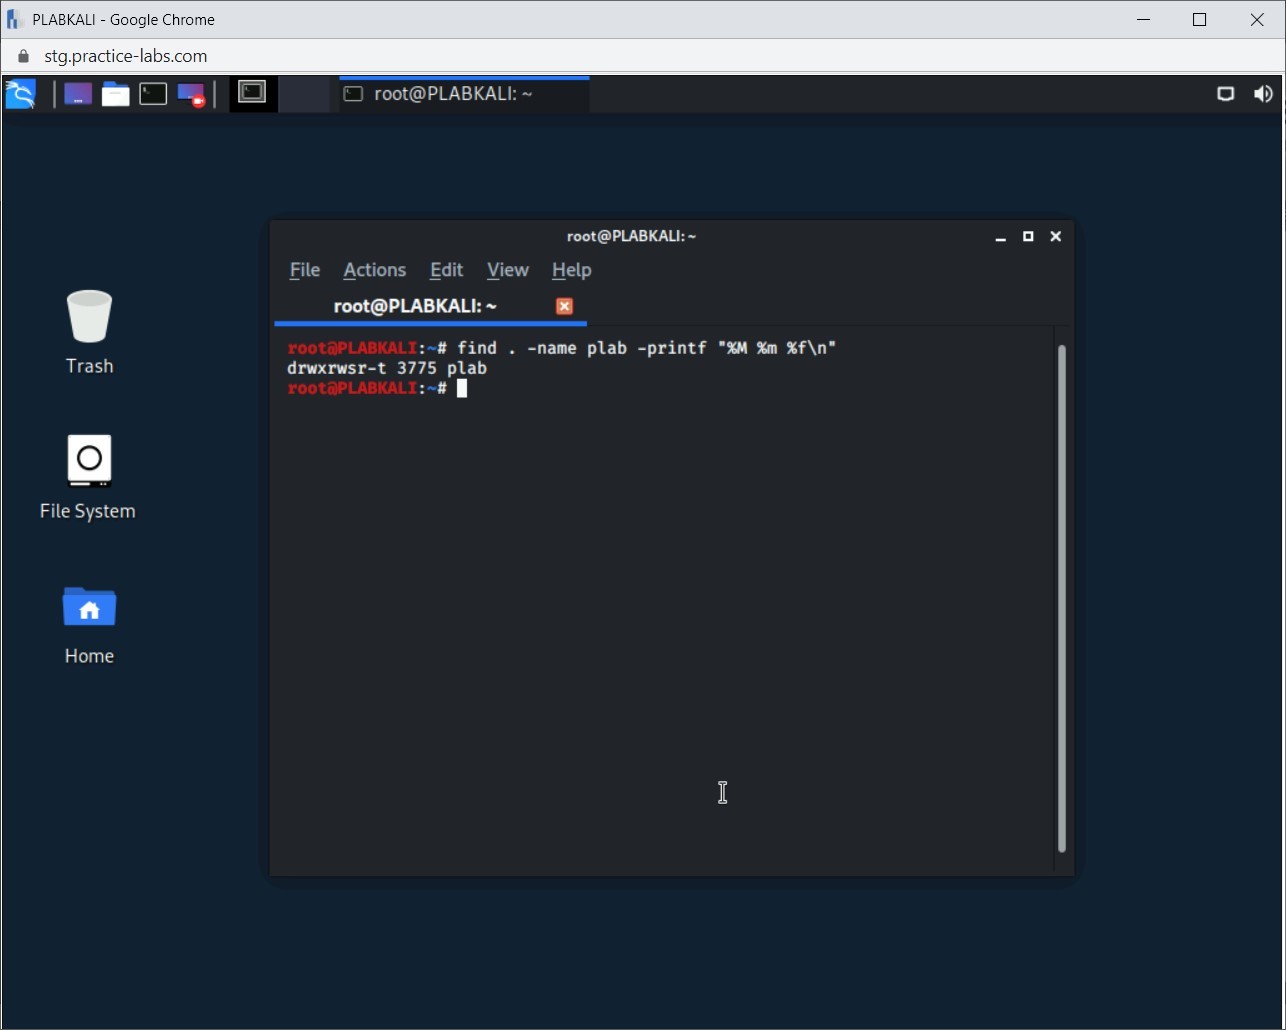 PLABKALI - Google Chrome
stg.practice-labs.com
root@PLABKALI: ~
root@PLABKALI: ~
File Actions Edit View Help
root@PLABKALI: ~
root@PLABKALI:~# find . -name plab -printf "%M %m %f\n"
drwxrwsr-t 3775 plab
root@PLABKALI:~#
Trash
File System
Home